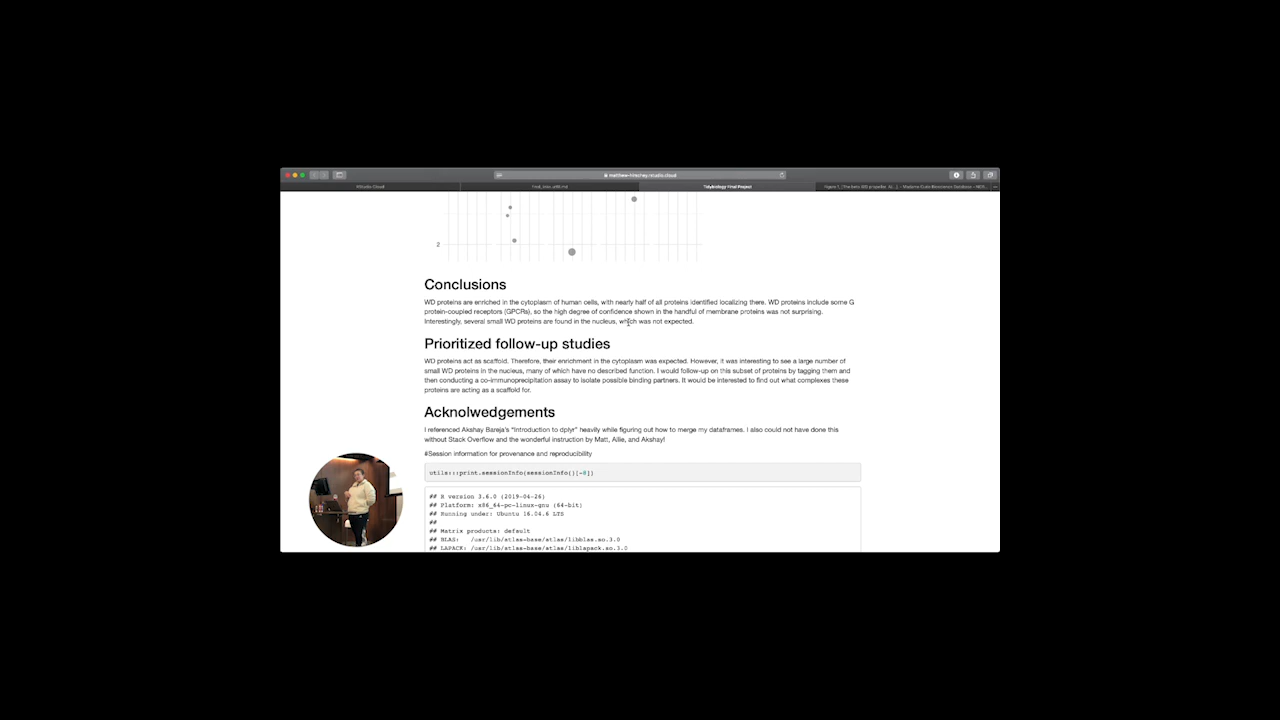 matthew-hirschey.rstudio.cloud
RStudio Cloud
Tidybiology Final Project
2
Conclusions
WD proteins are enriched in the cytoplasm of human cells, with nearly half of all proteins identified localizing there. WD proteins include some G
protein-coupled receptors (GPCRs), so the high degree of confidence shown in the handful of membrane proteins was not surprising.
Interestingly, several small WD proteins are found in the nucleus, which was not expected.
Prioritized follow-up studies
WD proteins act as scaffold. Therefore, their enrichment in the cytoplasm was expected. However, it was interesting to see a large number of
small WD proteins in the nucleus, many of which have no described function. I would follow-up on this subset of proteins by tagging them and
then conducting a co-immunoprecipitation assay to isolate possible binding partners. It would be interested to find out what complexes these
proteins are acting as a scaffold for.
Acknolwedgements
I referenced Akshay Bareja's "Introduction to dplyr" heavily while figuring out how to merge my dataframes. I also could not have done this
without Stack Overflow and the wonderful instruction by Matt, Allie, and Akshay!
#Session information for provenance and reproducibility
utils:::print.sessionInfo(sessionInfo()[-8])
## R version 3.6.0 (2019-04-26)
## Platform: x86_64-pc-linux-gnu (64-bit)
## Running under: Ubuntu 16.04.6 LTS
##
## Matrix products: default
## BLAS:   /usr/lib/atlas-base/atlas/libblas.so.3.0
## LAPACK: /usr/lib/atlas-base/atlas/liblapack.so.3.0